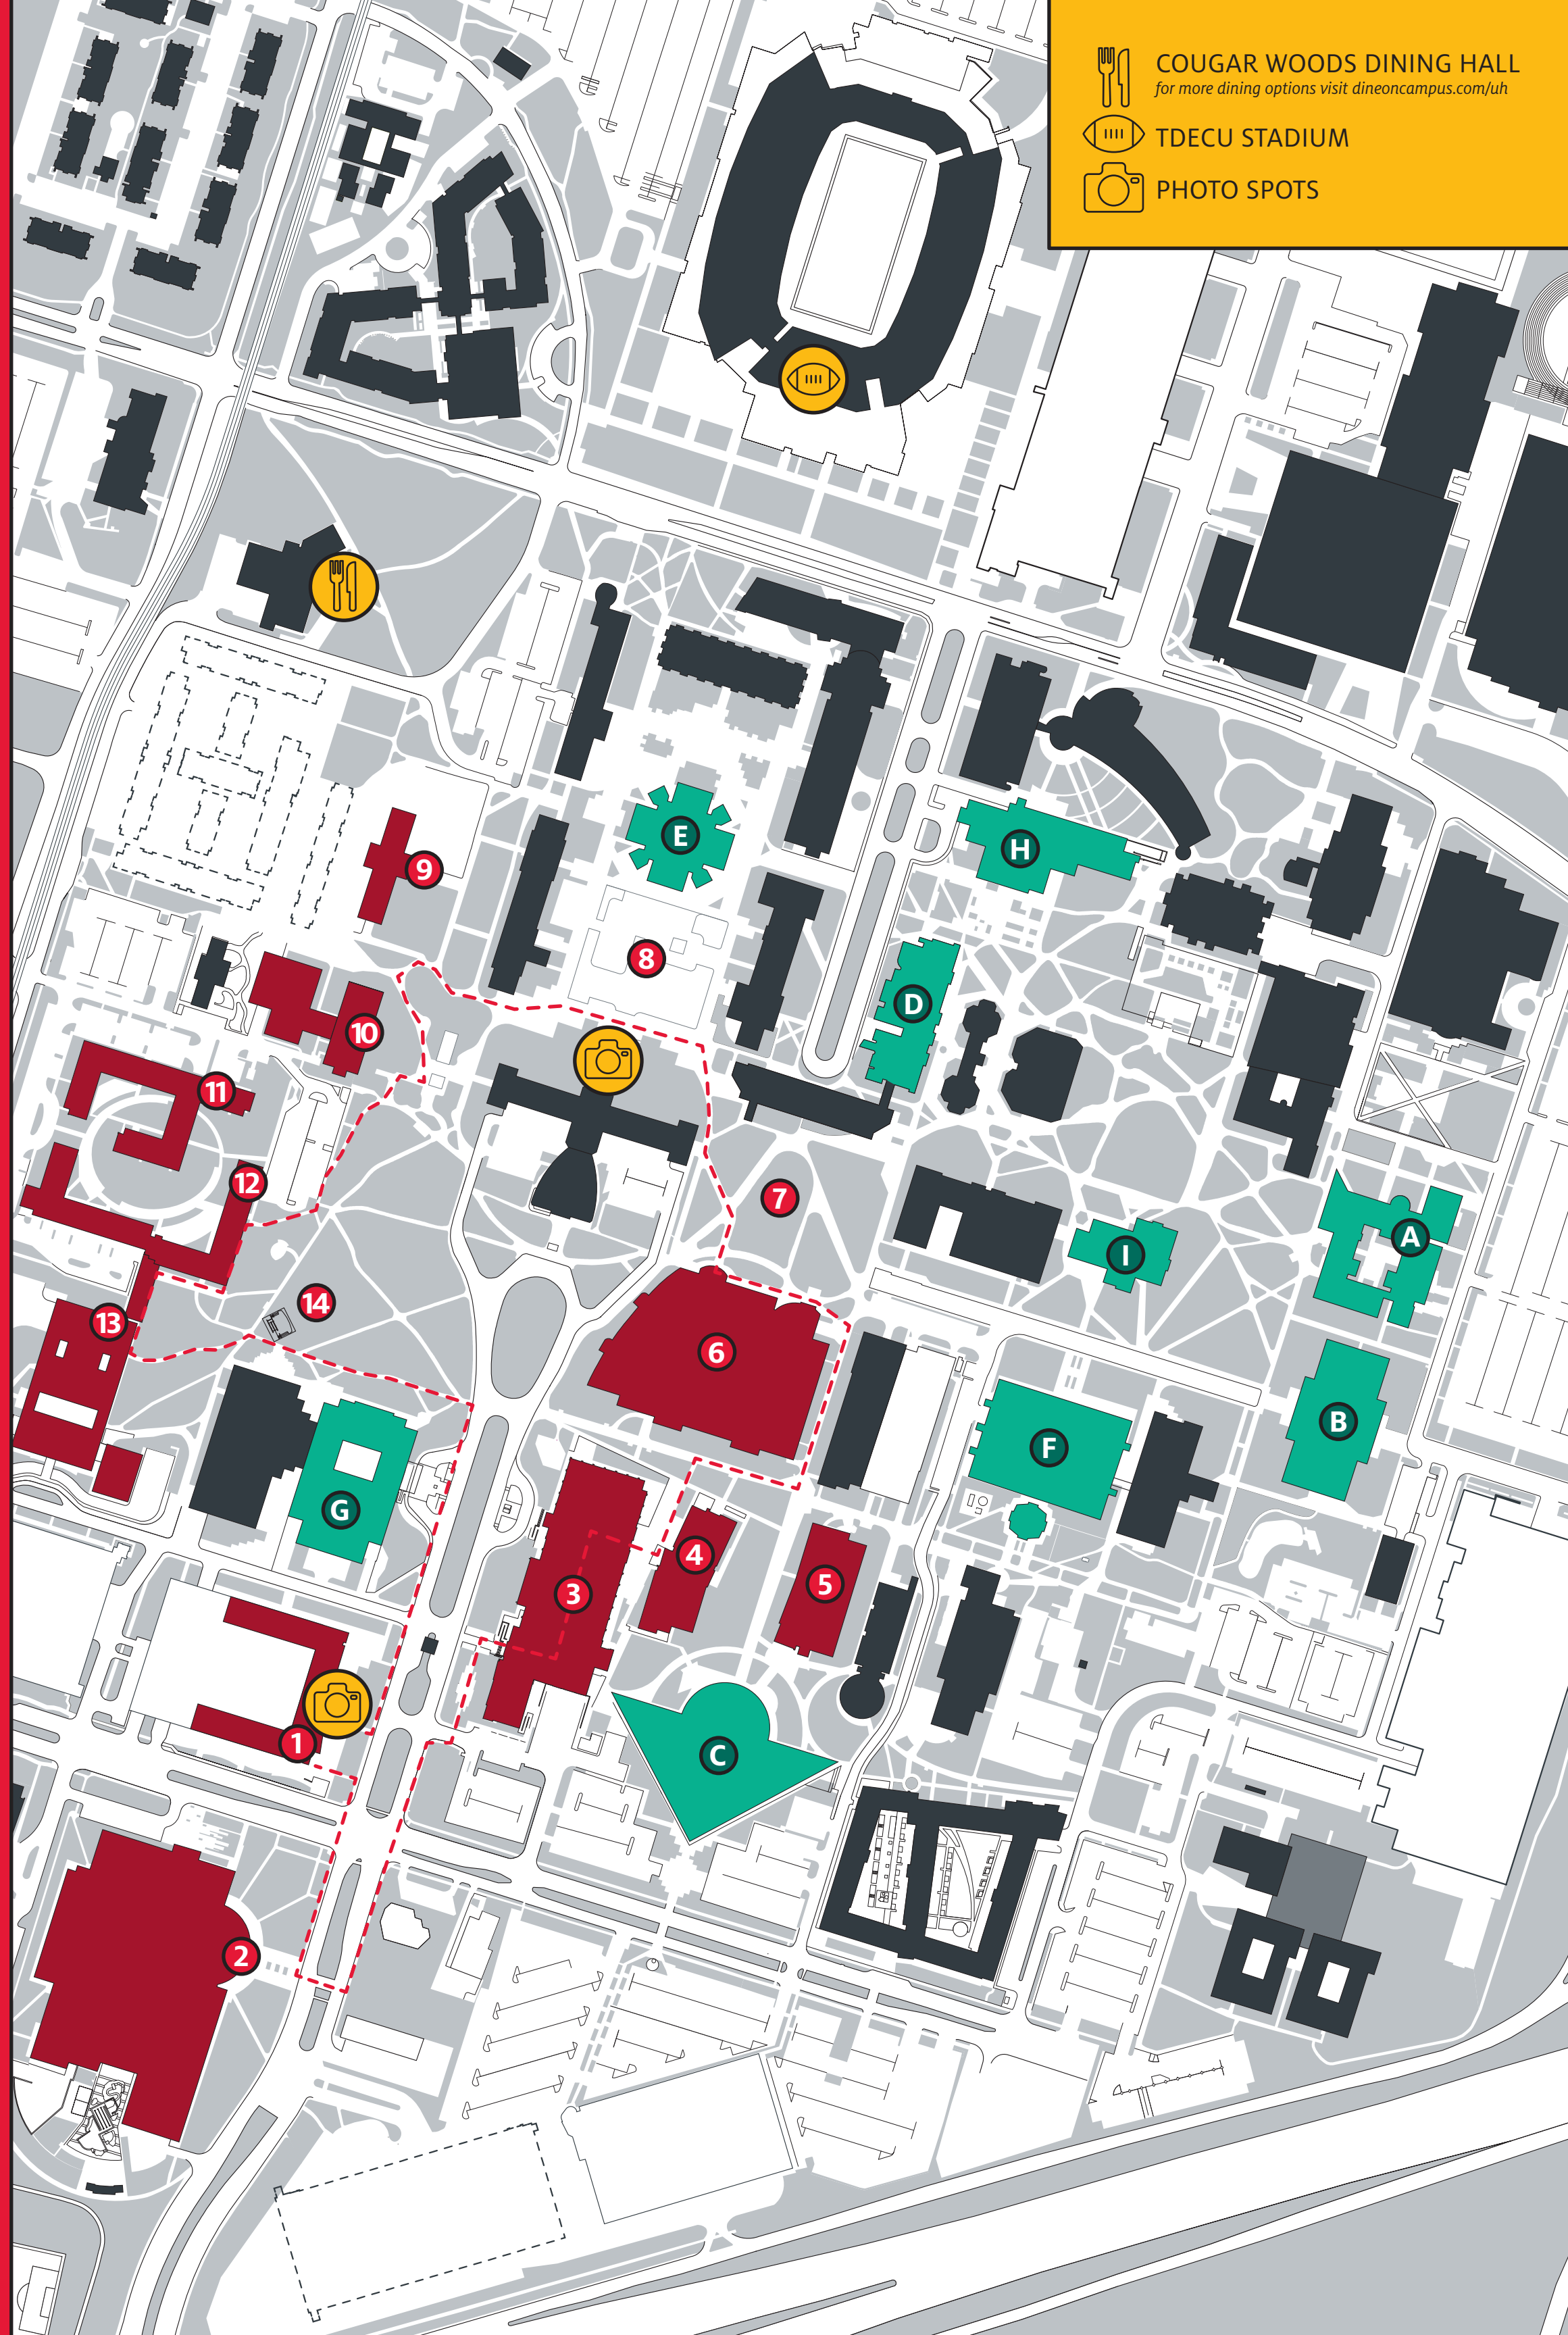 COUGAR WOODS DINING HALL
for more dining options visit dineoncampus.com/uh
TDECU STADIUM
PHOTO SPOTS
E
H
9
8
D
10
11
12
7
A
I
14
13
6
B
F
G
4
5
3
1
C
2